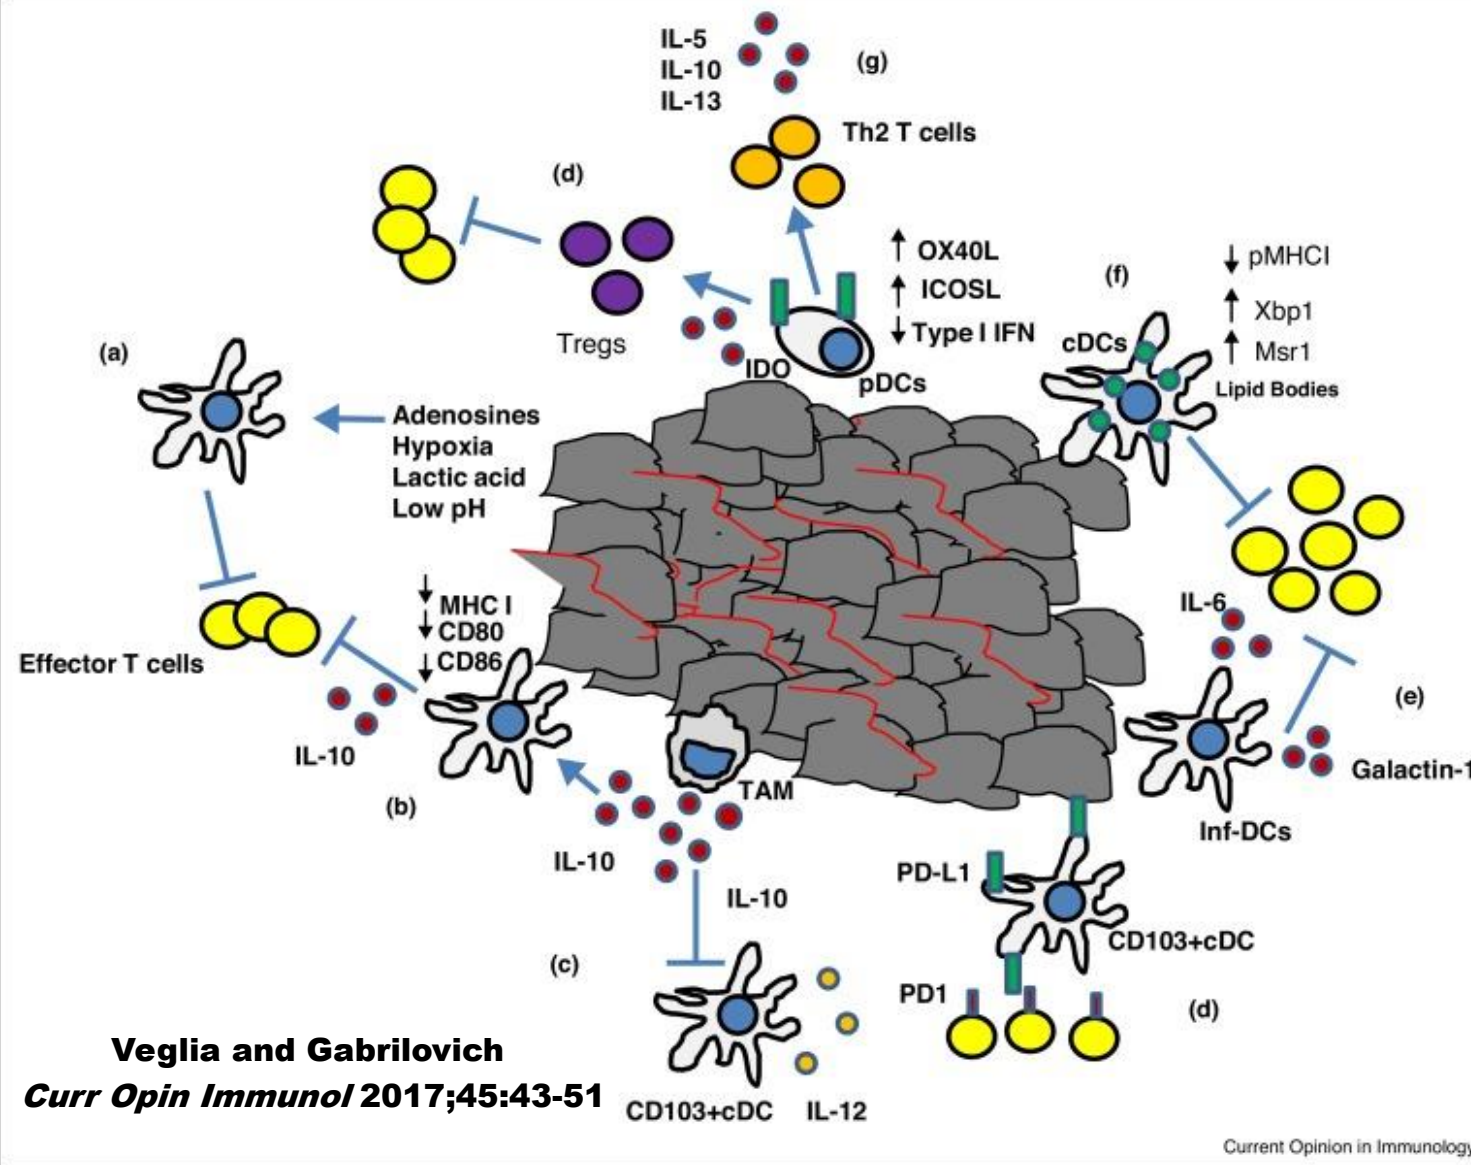 IL-5
IL-10
IL-13
(g)
Th2 T cells
(d)
Tregs
OX40L
ICOSL
Type I IFN
IDO
pDCs
(f)
pMHCI
Xbp1
Msr1
cDCs
Lipid Bodies
(a)
Adenosines
Hypoxia
Lactic acid
Low pH
MHC I
CD80
CD86
Effector T cells
IL-10
(b)
IL-6
(e)
Galactin-1
Inf-DCs
TAM
IL-10
IL-10
(c)
CD103+cDC
IL-12
PD-L1
CD103+cDC
PD1
(d)
Veglia and Gabrilovich
Curr Opin Immunol 2017;45:43-51
Current Opinion in Immunology